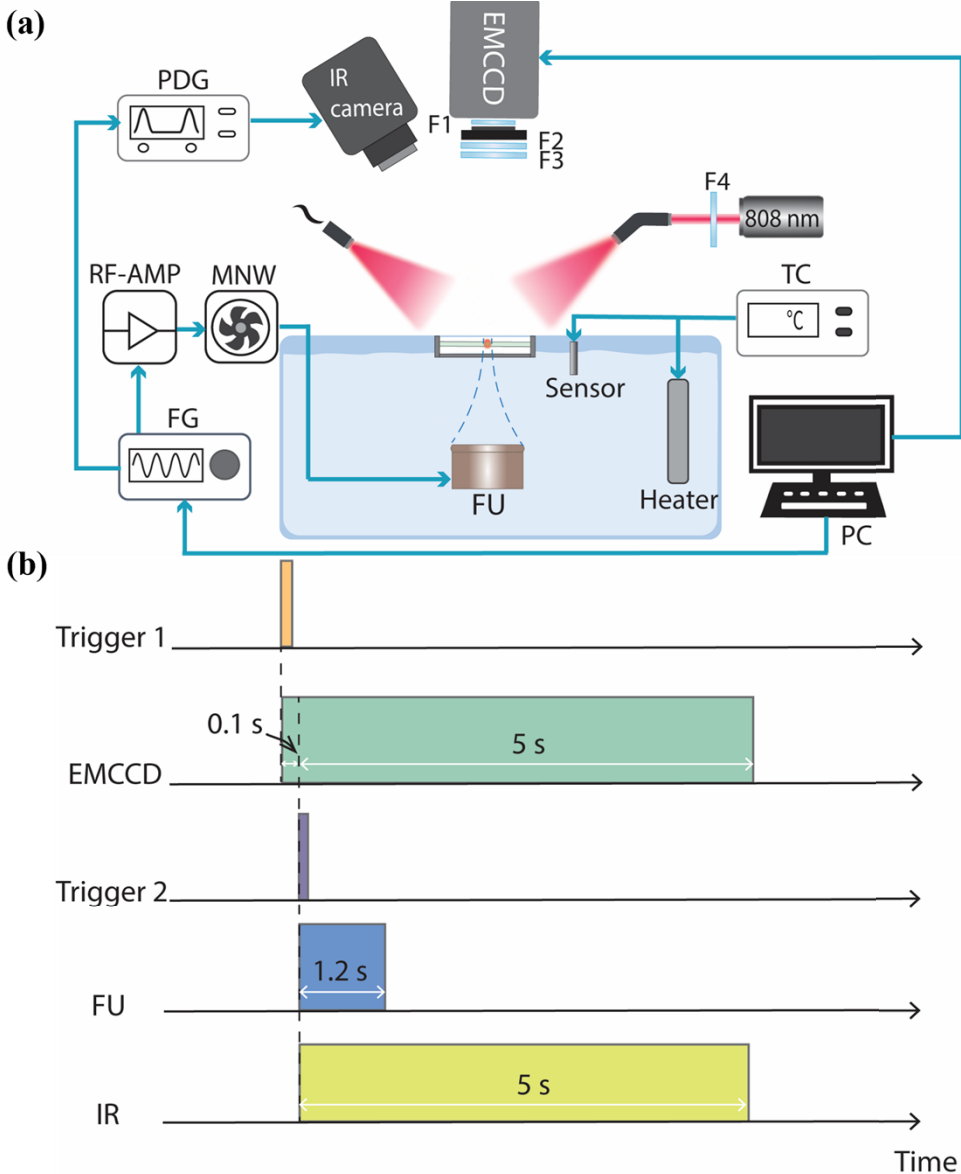 (a)
EMCCD
PDG
IR
camera
F1
F2
F3
F4
808 nm
RF-AMP
MNW
TC
°C
Sensor
FG
FU
Heater
PC
(b)
Trigger 1
0.1 s
5 s
EMCCD
Trigger 2
1.2 s
FU
5 s
IR
Time